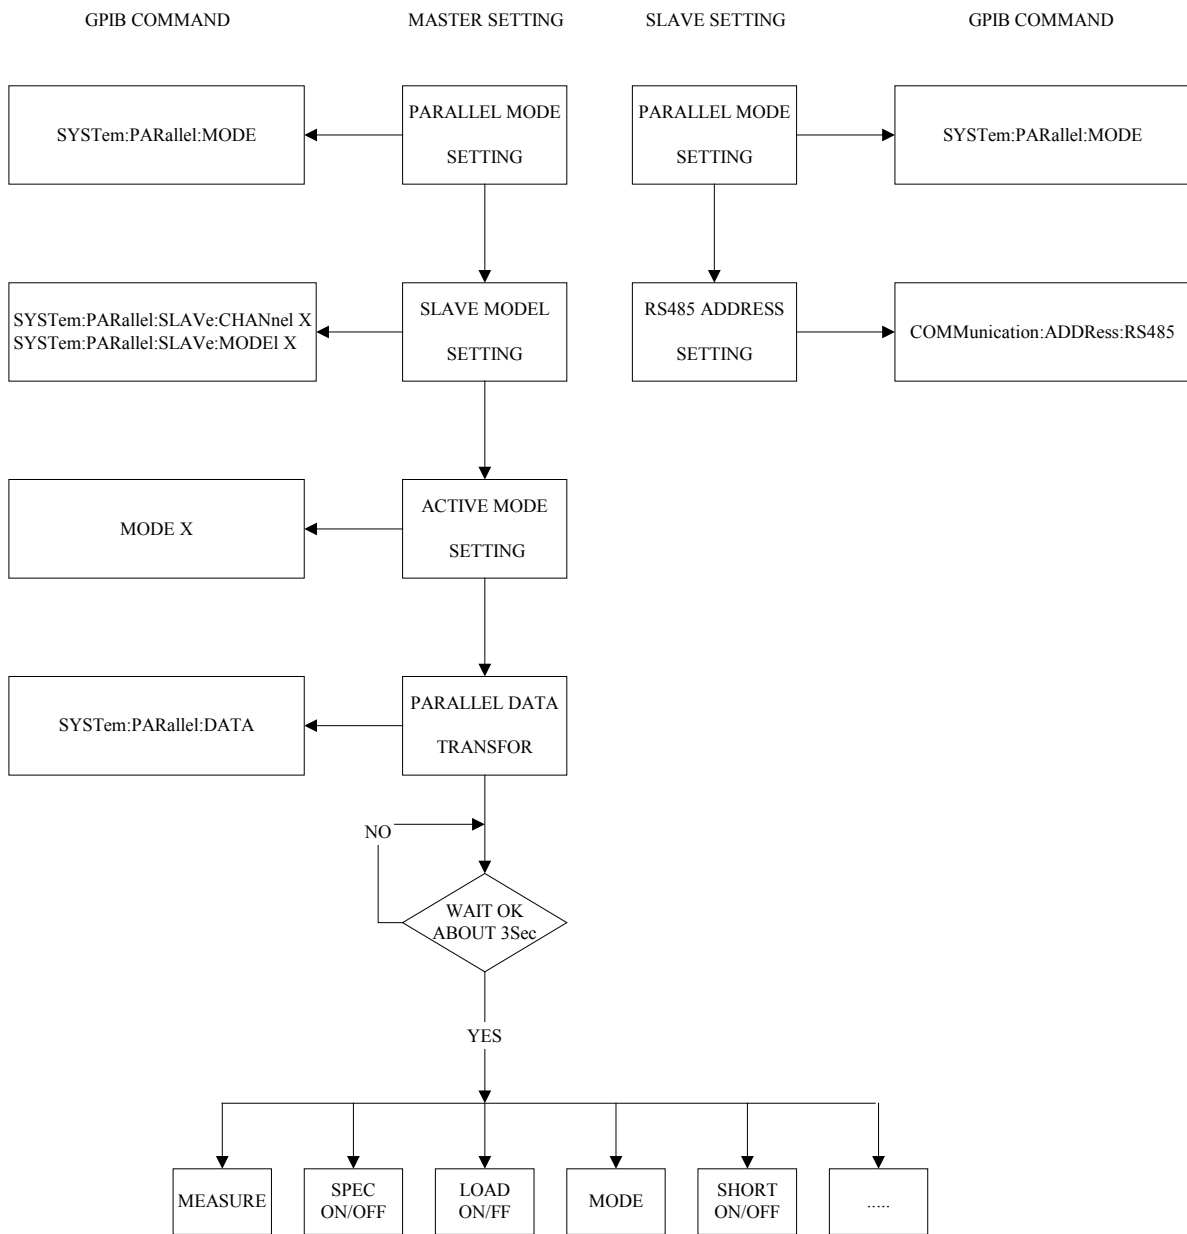 GPIB COMMAND
MASTER SETTING
SLAVE SETTING
GPIB COMMAND
SYSTem:PARallel:MODE
PARALLEL MODE
SETTING
PARALLEL MODE
SETTING
SYSTem:PARallel:MODE
SYSTem:PARallel:SLAVe:CHANnel X
SYSTem:PARallel:SLAVe:MODEl X
SLAVE MODEL
SETTING
RS485 ADDRESS
SETTING
COMMunication:ADDRess:RS485
MODE X
ACTIVE MODE
SETTING
SYSTem:PARallel:DATA
PARALLEL DATA
TRANSFOR
NO
WAIT OK
ABOUT 3Sec
YES
MEASURE
SPEC
ON/OFF
LOAD
ON/FF
MODE
SHORT
ON/OFF
.....